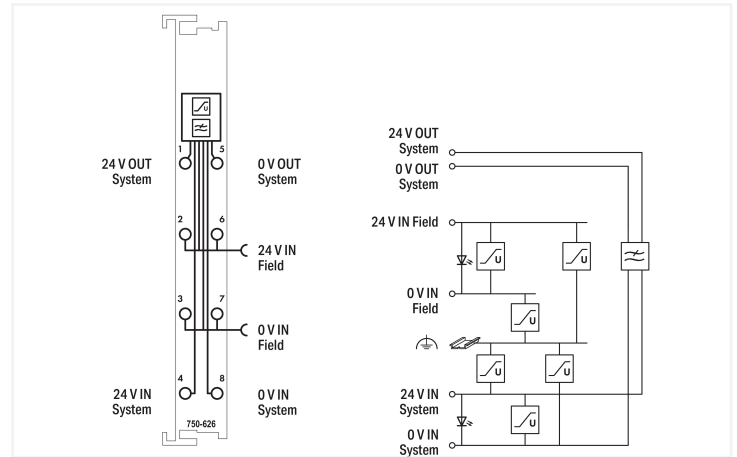 1
5
24 V OUT
System
0 V OUT
System
2
6
24 V IN
Field
3
7
0 V IN
Field
4
8
24 V IN
System
0 V IN
System
750-626
U
24 V OUT
System
0 V OUT
System
24 V IN Field
U
U
0 V IN
Field
U
U
U
24 V IN
System
U
0 V IN
System